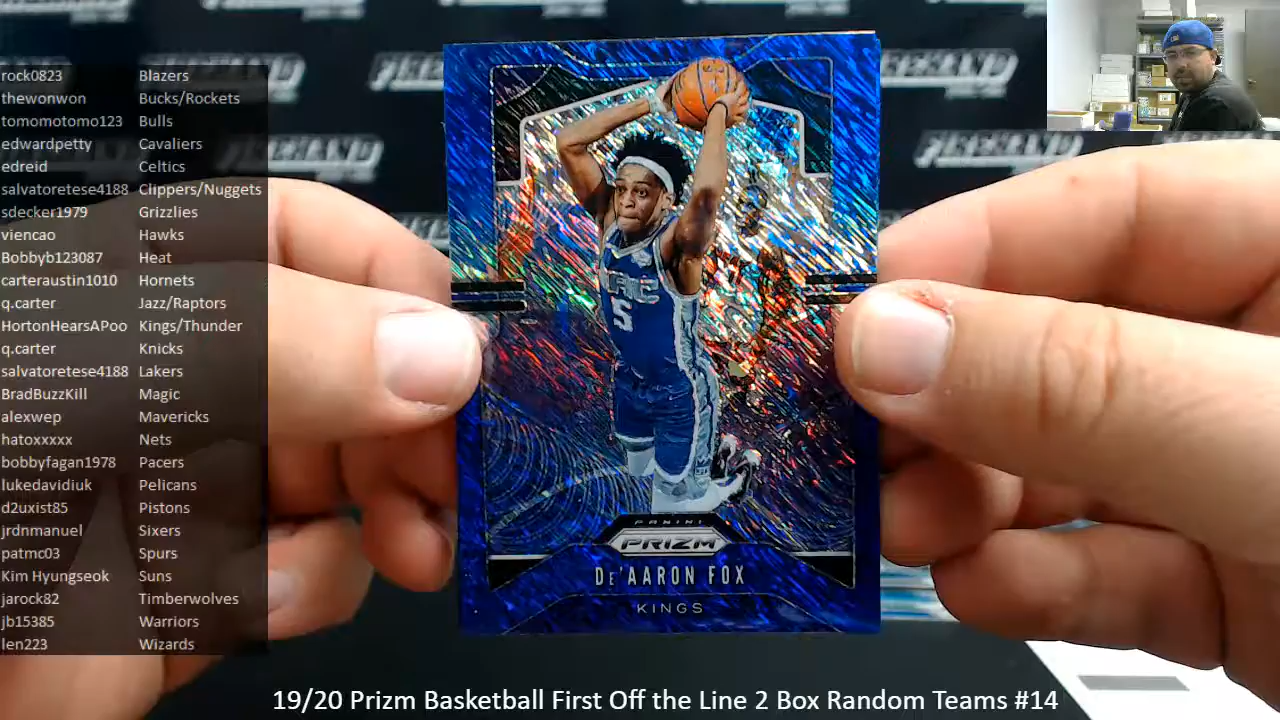 rock0823 Blazers
thewonwon Bucks/Rockets
tomomotomo123 Bulls
edwardpetty Cavaliers
edreid Celtics
salvatoretese4188 Clippers/Nuggets
sdecker1979 Grizzlies
viencao Hawks
Bobbyb123087 Heat
carteraustin1010 Hornets
q.carter Jazz/Raptors
HortonHearsAPoo Kings/Thunder
q.carter Knicks
salvatoretese4188 Lakers
BradBuzzKill Magic
alexwep Mavericks
hatoxxxxx Nets
bobbyfagan1978 Pacers
lukedavidiuk Pelicans
d2uxist85 Pistons
jrdnmanuel Sixers
patmc03 Spurs
Kim Hyungseok Suns
jarock82 Timberwolves
jb15385 Warriors
len223 Wizards
FIREHAND
5
PANINI
PRIZM
DE'AARON FOX
KINGS
19/20 Prizm Basketball First Off the Line 2 Box Random Teams #14